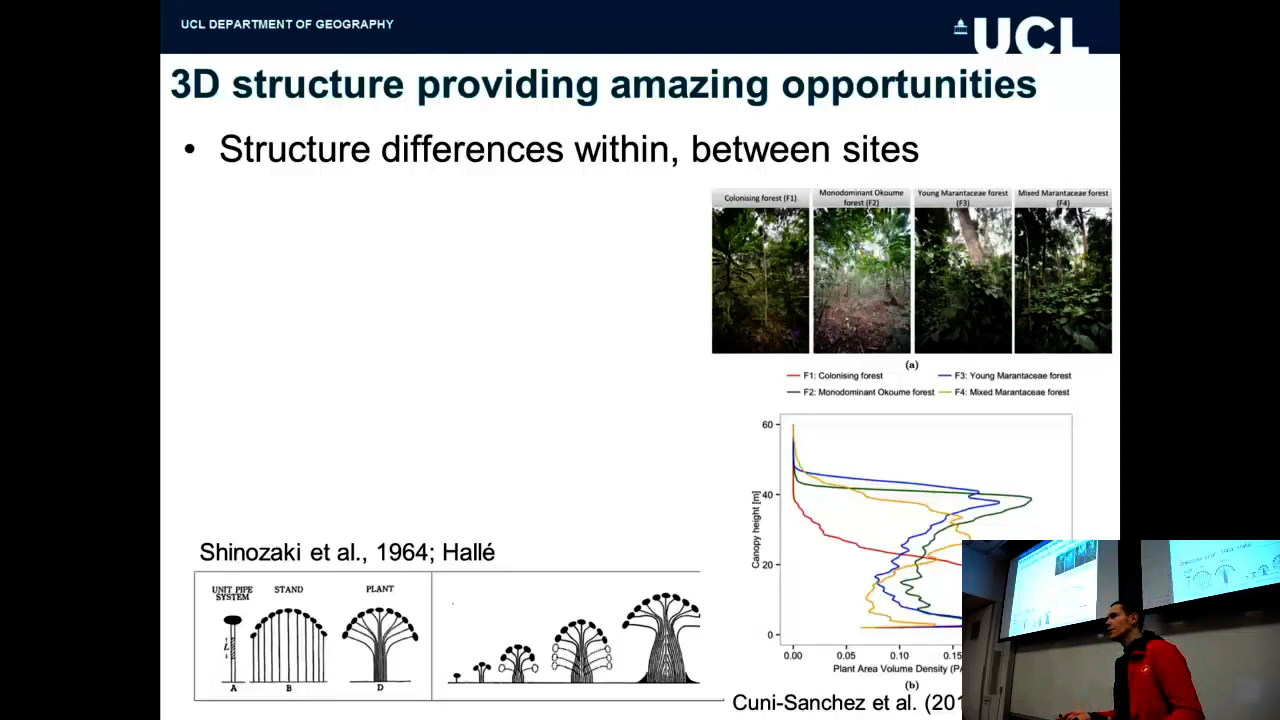 UCL DEPARTMENT OF GEOGRAPHY
UCL
3D structure providing amazing opportunities
• Structure differences within, between sites
Colonising forest (F1)
Monodominant Okoume
forest (F2)
Young Marantaceae forest
(F3)
Mixed Marantaceae forest
(F4)
(a)
F1: Colonising forest
F3: Young Marantaceae forest
F2: Monodominant Okoume forest
F4: Mixed Marantaceae forest
60
40
20
0
Canopy height [m]
0.00
0.05
0.10
0.15
Plant Area Volume Density (PA
(b)
Cuni-Sanchez et al. (201
Shinozaki et al., 1964; Hallé
UNIT PIPE
SYSTEM
STAND
PLANT
A
B
D